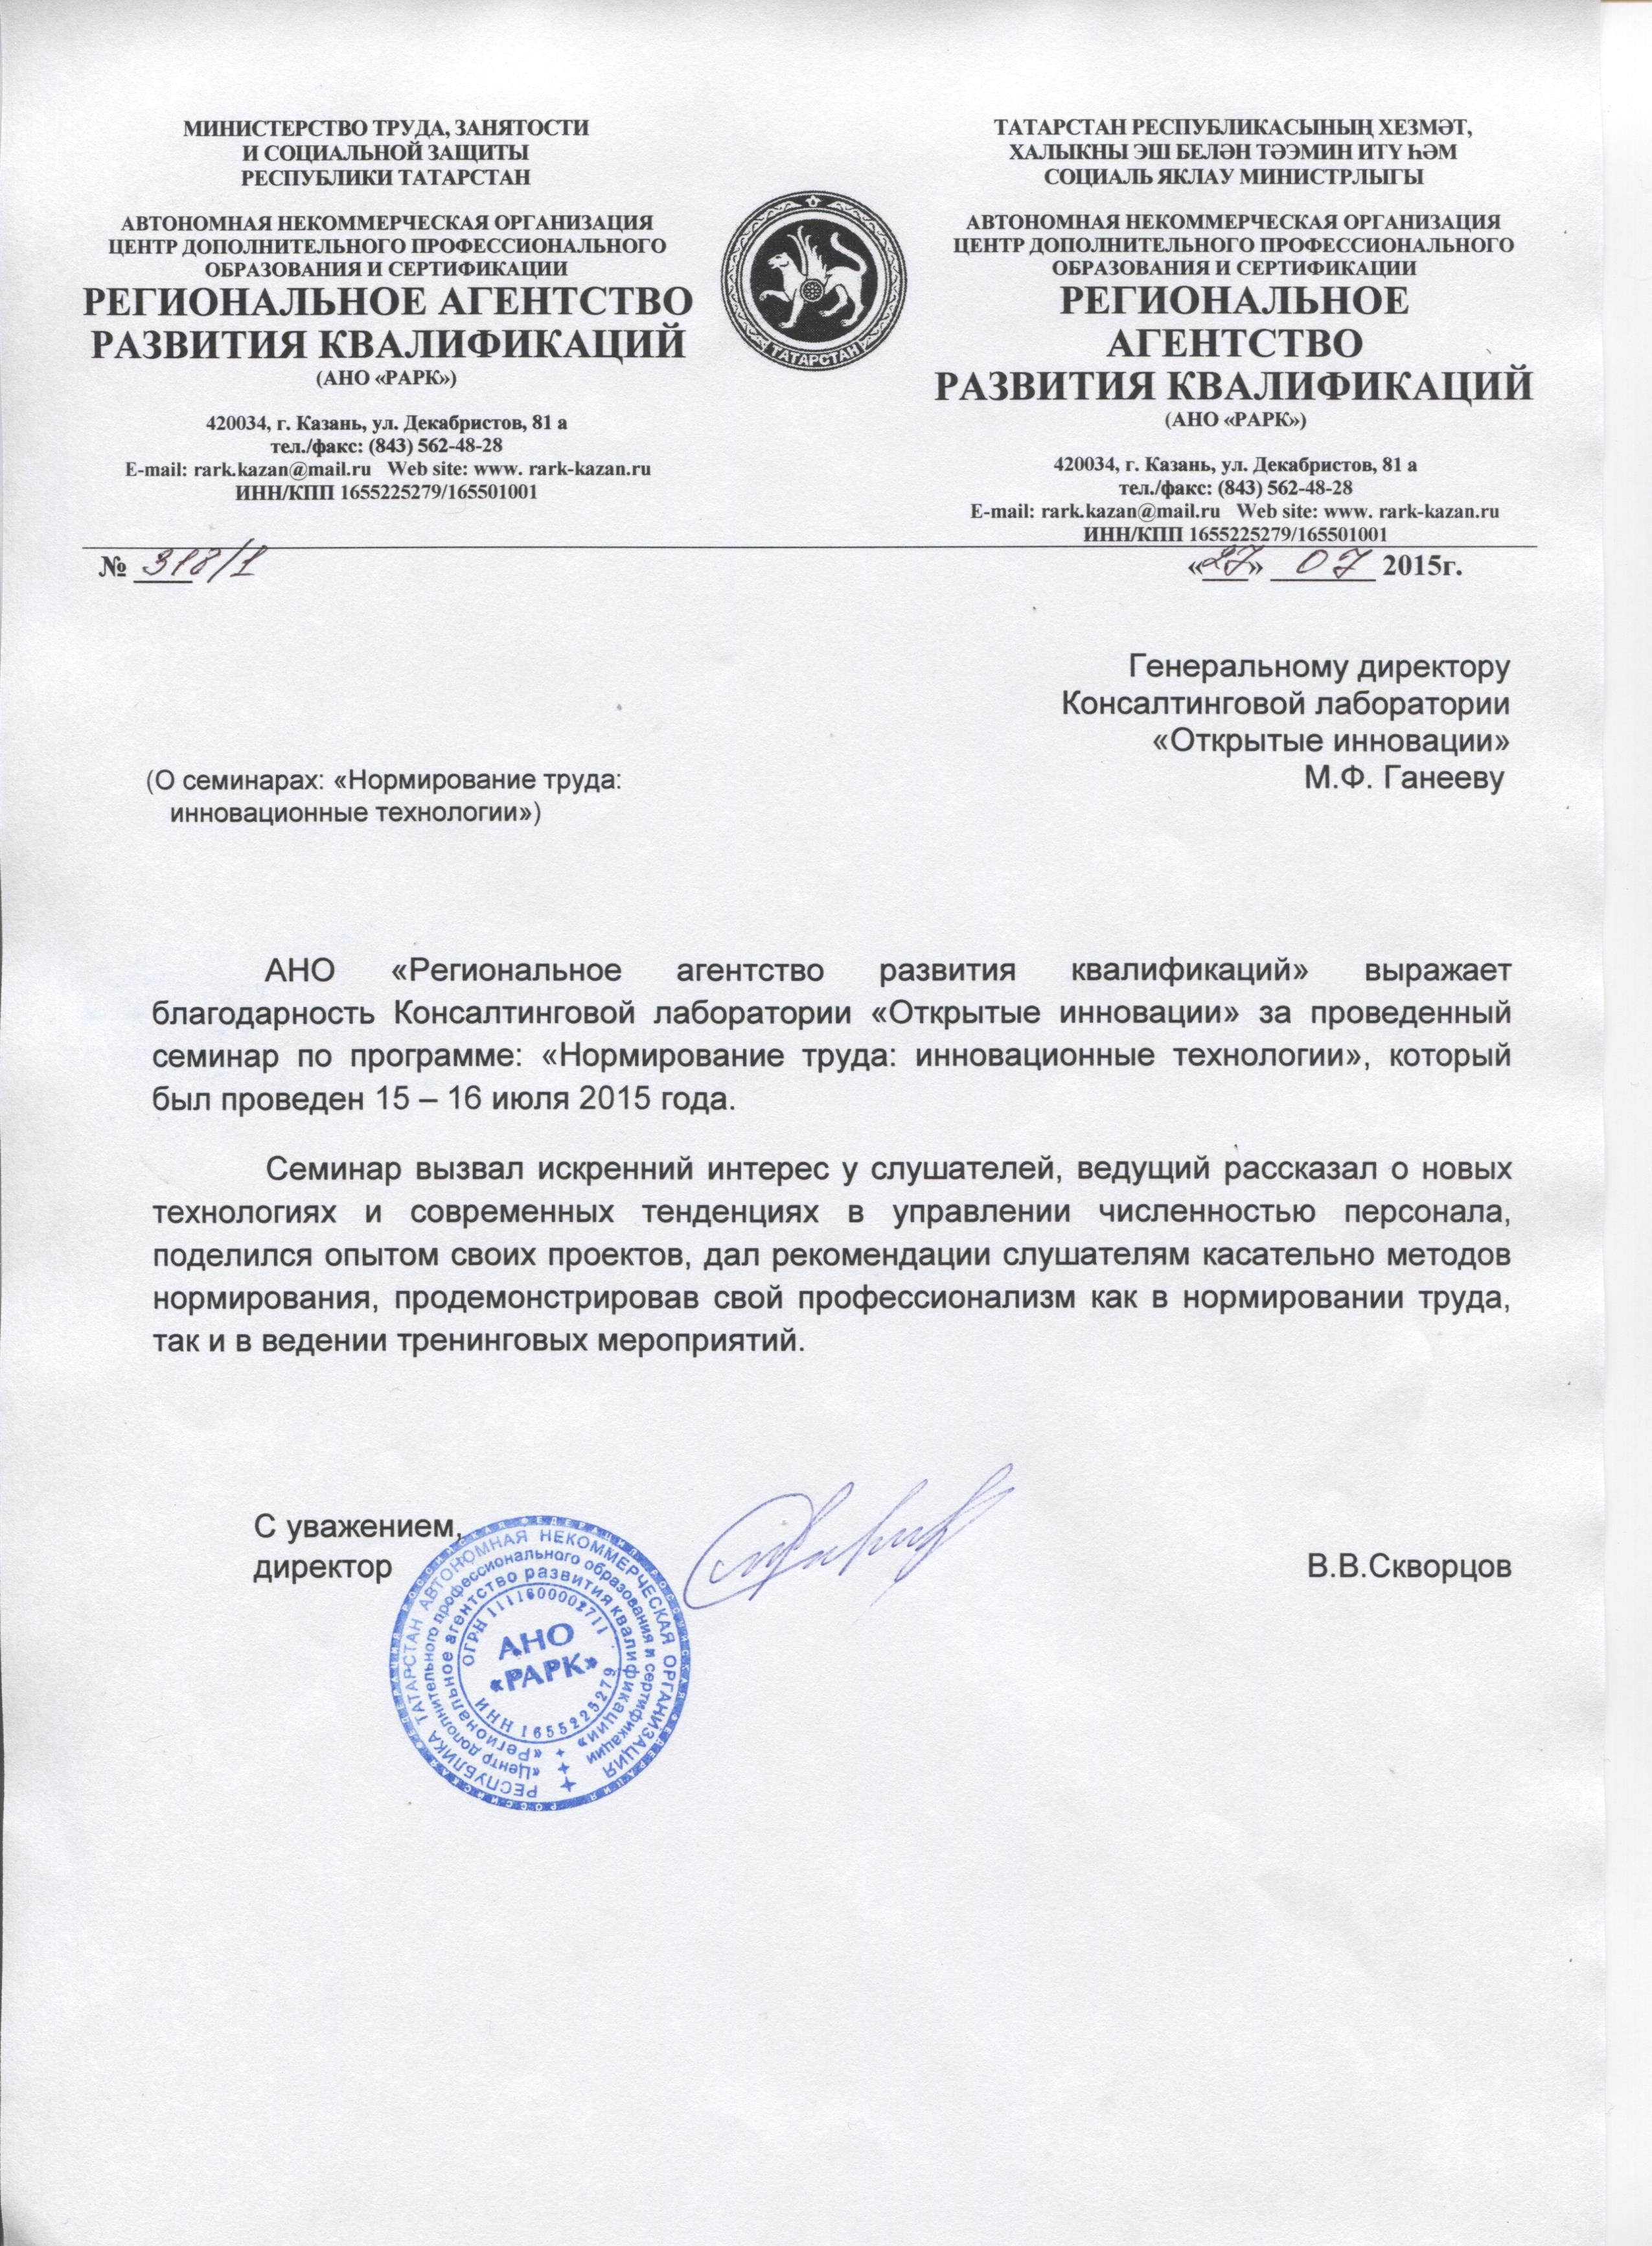 МИНИСТЕРСТВО ТРУДА, ЗАНЯТОСТИ
И СОЦИАЛЬНОЙ ЗАЩИТЫ
РЕСПУБЛИКИ ТАТАРСТАН
АВТОНОМНАЯ НЕКОММЕРЧЕСКАЯ ОРГАНИЗАЦИЯ
ЦЕНТР ДОПОЛНИТЕЛЬНОГО ПРОФЕССИОНАЛЬНОГО
ОБРАЗОВАНИЯ И СЕРТИФИКАЦИИ
РЕГИОНАЛЬНОЕ АГЕНТСТВО
РАЗВИТИЯ КВАЛИФИКАЦИЙ
(АНО «РАРК»)
420034, г. Казань, ул. Декабристов, 81 а
тел./факс: (843) 562-48-28
E-mail: rark.kazan@mail.ru Web site: www. rark-kazan.ru
ИНН/КПП 1655225279/165501001
ТАТАРСТАН
ТАТАРСТАН РЕСПУБЛИКАСЫНЫҢ ХЕЗМӘТ,
ХАЛЫКНЫ ЭШ БЕЛӘН ТӘЭМИН ИТҮ ҺӘМ
СОЦИАЛЬ ЯКЛАУ МИНИСТРЛЫГЫ
АВТОНОМНАЯ НЕКОММЕРЧЕСКАЯ ОРГАНИЗАЦИЯ
ЦЕНТР ДОПОЛНИТЕЛЬНОГО ПРОФЕССИОНАЛЬНОГО
ОБРАЗОВАНИЯ И СЕРТИФИКАЦИИ
РЕГИОНАЛЬНОЕ
АГЕНТСТВО
РАЗВИТИЯ КВАЛИФИКАЦИЙ
(АНО «РАРК»)
420034, г. Казань, ул. Декабристов, 81 а
тел./факс: (843) 562-48-28
E-mail: rark.kazan@mail.ru Web site: www. rark-kazan.ru
ИНН/КПП 1655225279/165501001
№ 318/1
«27» 07 2015г.
Генеральному директору
Консалтинговой лаборатории
«Открытые инновации»
М.Ф. Ганееву
(О семинарах: «Нормирование труда:
инновационные технологии»)
АНО «Региональное агентство развития квалификаций» выражает
благодарность Консалтинговой лаборатории «Открытые инновации» за проведенный
семинар по программе: «Нормирование труда: инновационные технологии», который
был проведен 15 – 16 июля 2015 года.
Семинар вызвал искренний интерес у слушателей, ведущий рассказал о новых
технологиях и современных тенденциях в управлении численностью персонала,
поделился опытом своих проектов, дал рекомендации слушателям касательно методов
нормирования, продемонстрировав свой профессионализм как в нормировании труда,
так и в ведении тренинговых мероприятий.
С уважением,
директор
В.В.Скворцов
РОССИЙСКАЯ ФЕДЕРАЦИЯ РОССИЙСКАЯ ФЕДЕРАЦИЯ РОССИЙСКАЯ ФЕДЕРАЦИЯ
РЕСПУБЛИКА ТАТАРСТАН АВТОНОМНАЯ НЕКОММЕРЧЕСКАЯ ОРГАНИЗАЦИЯ
«Центр дополнительного профессионального образования и сертификации
«Региональное агентство развития квалификации»
ОГРН 1111600002711
АНО
«РАРК»
ИНН 1655225279